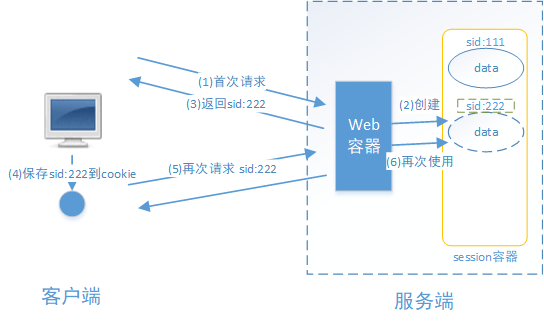 (1)首次请求
(3)返回sid:222
(4)保存sid:222到cookie
(5)再次请求 sid:222
客户端
Web
容器
(2)创建
(6)再次使用
sid:111
data
sid:222
data
session容器
服务端